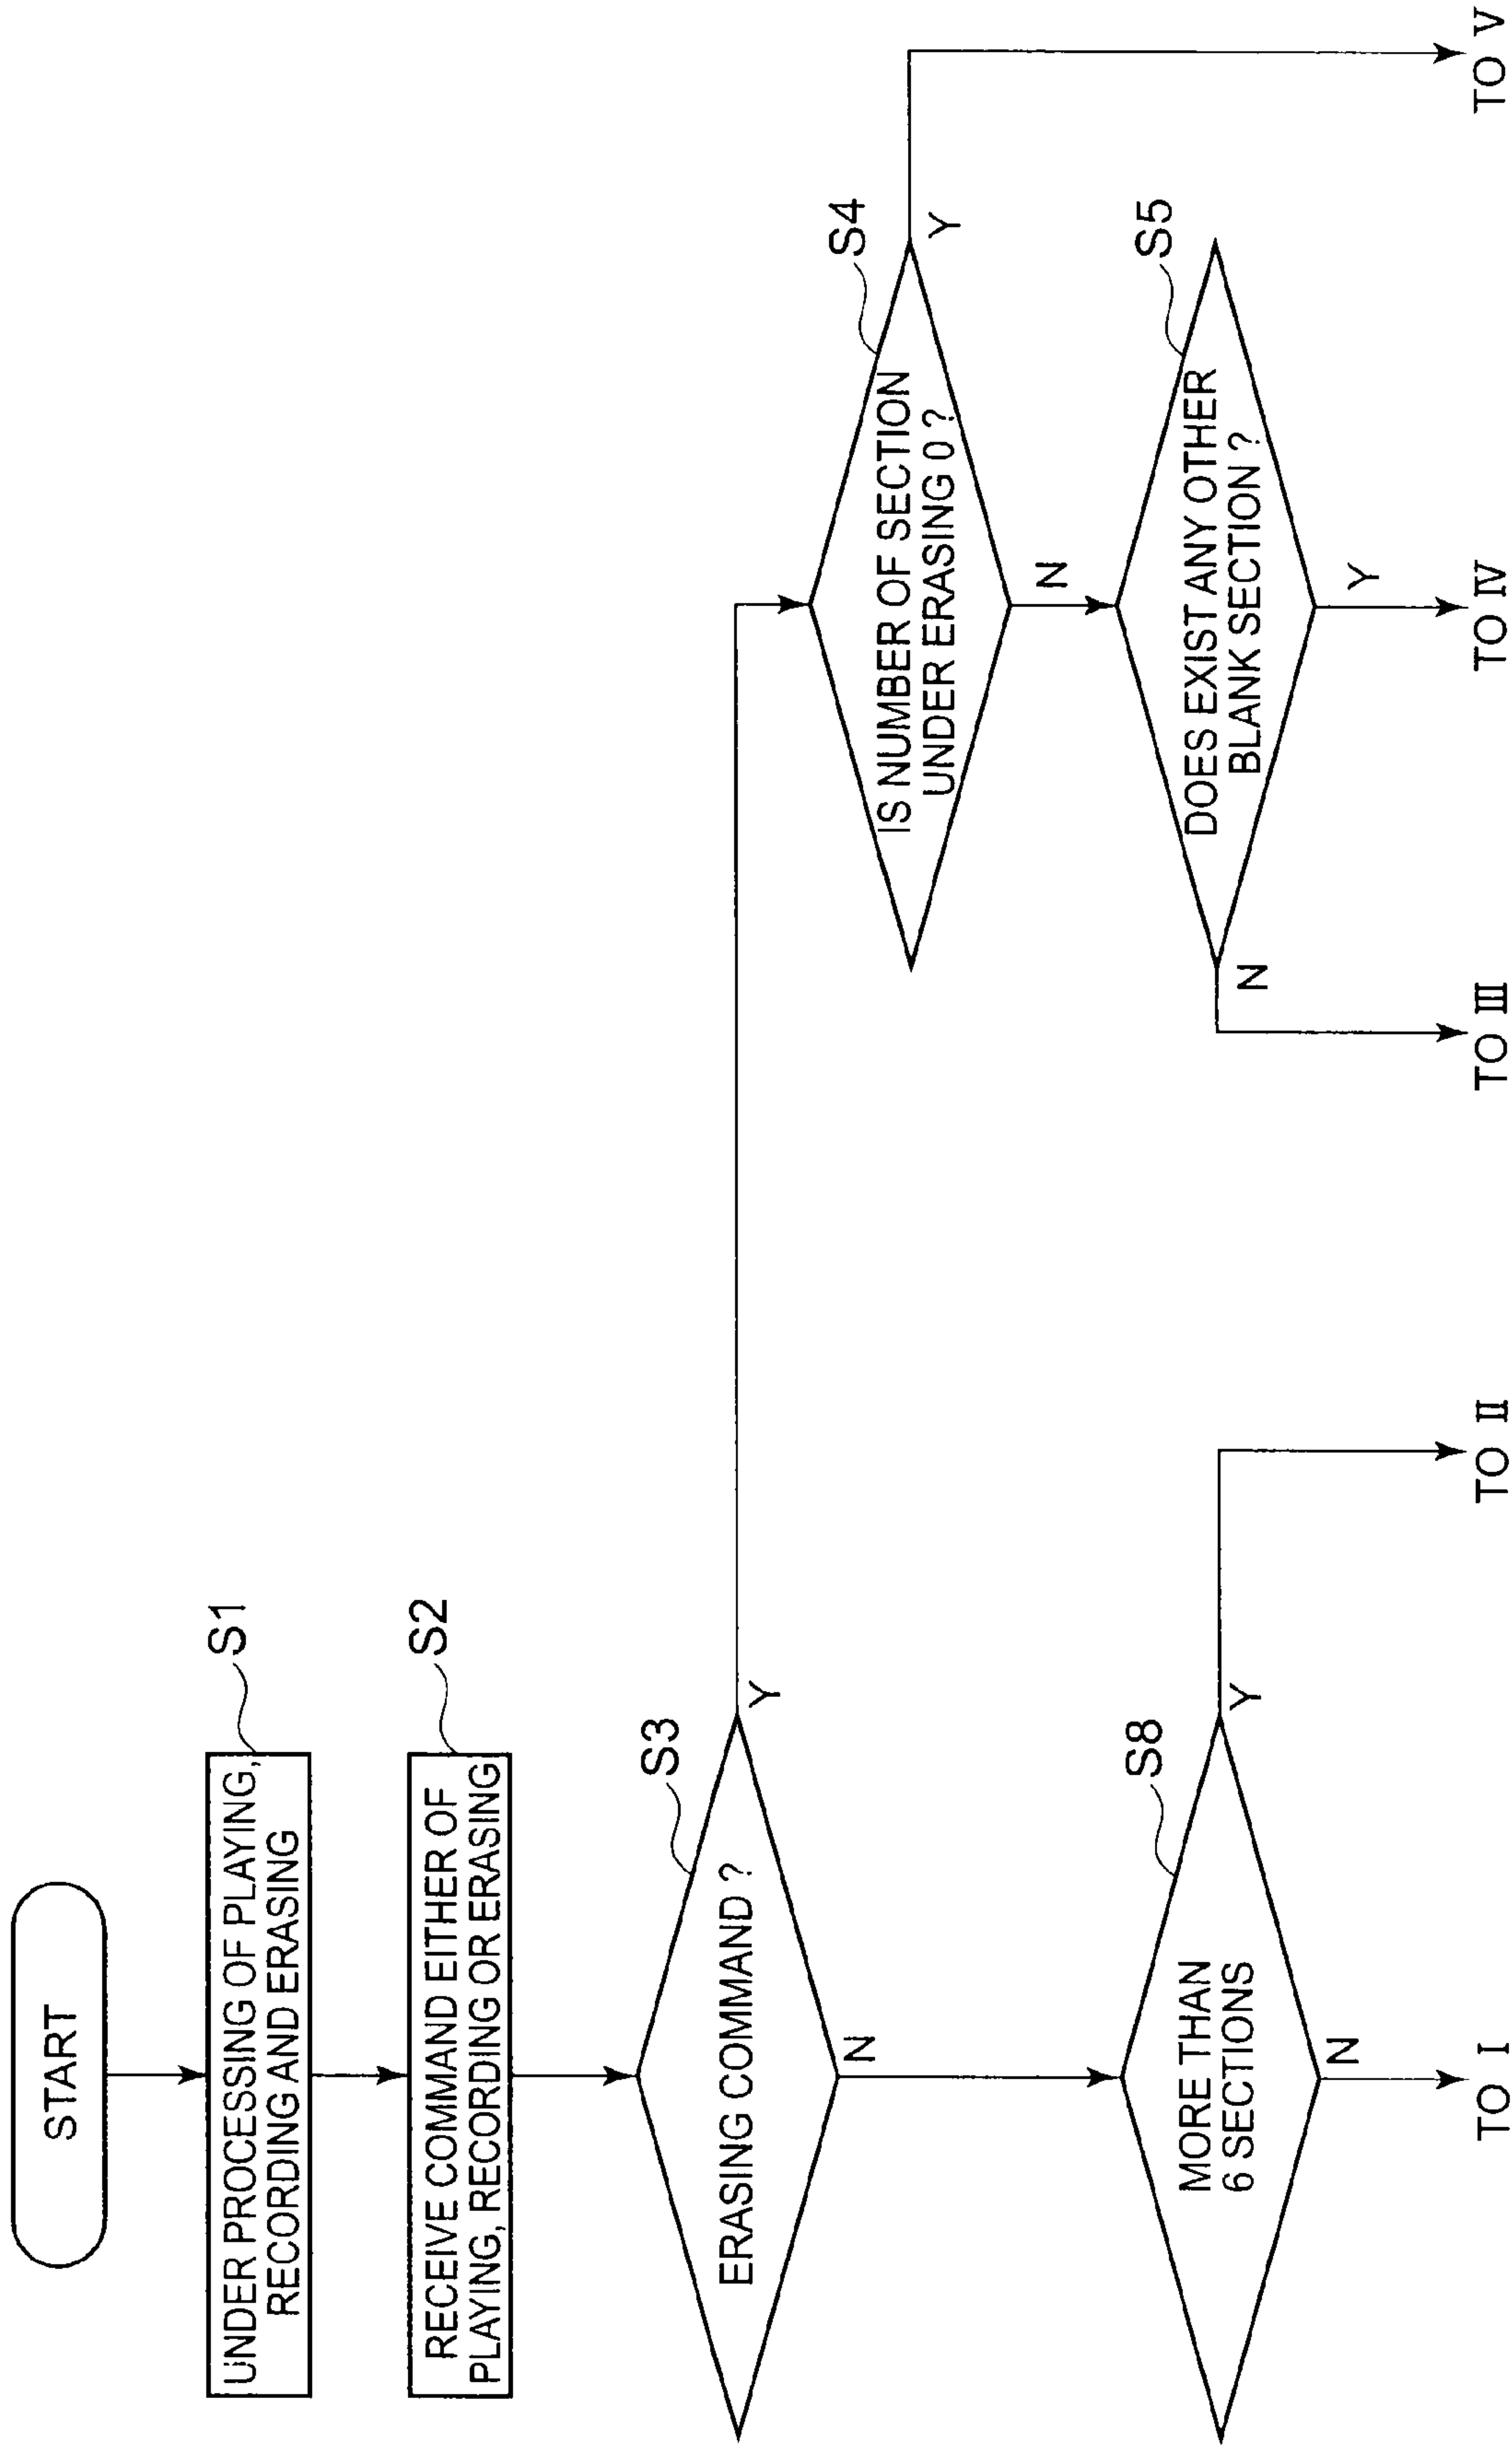 START
S1
UNDER PROCESSING OF PLAYING,
RECORDING AND ERASING
S2
RECEIVE COMMAND EITHER OF
PLAYING, RECORDING OR ERASING
S3
ERASING COMMAND ?
Y
N
S4
IS NUMBER OF SECTION
UNDER ERASING 0 ?
Y
N
S5
DOES EXIST ANY OTHER
BLANK SECTION ?
N
Y
S8
MORE THAN
6 SECTIONS
Y
N
TO I
TO II
TO III
TO IV
TO V